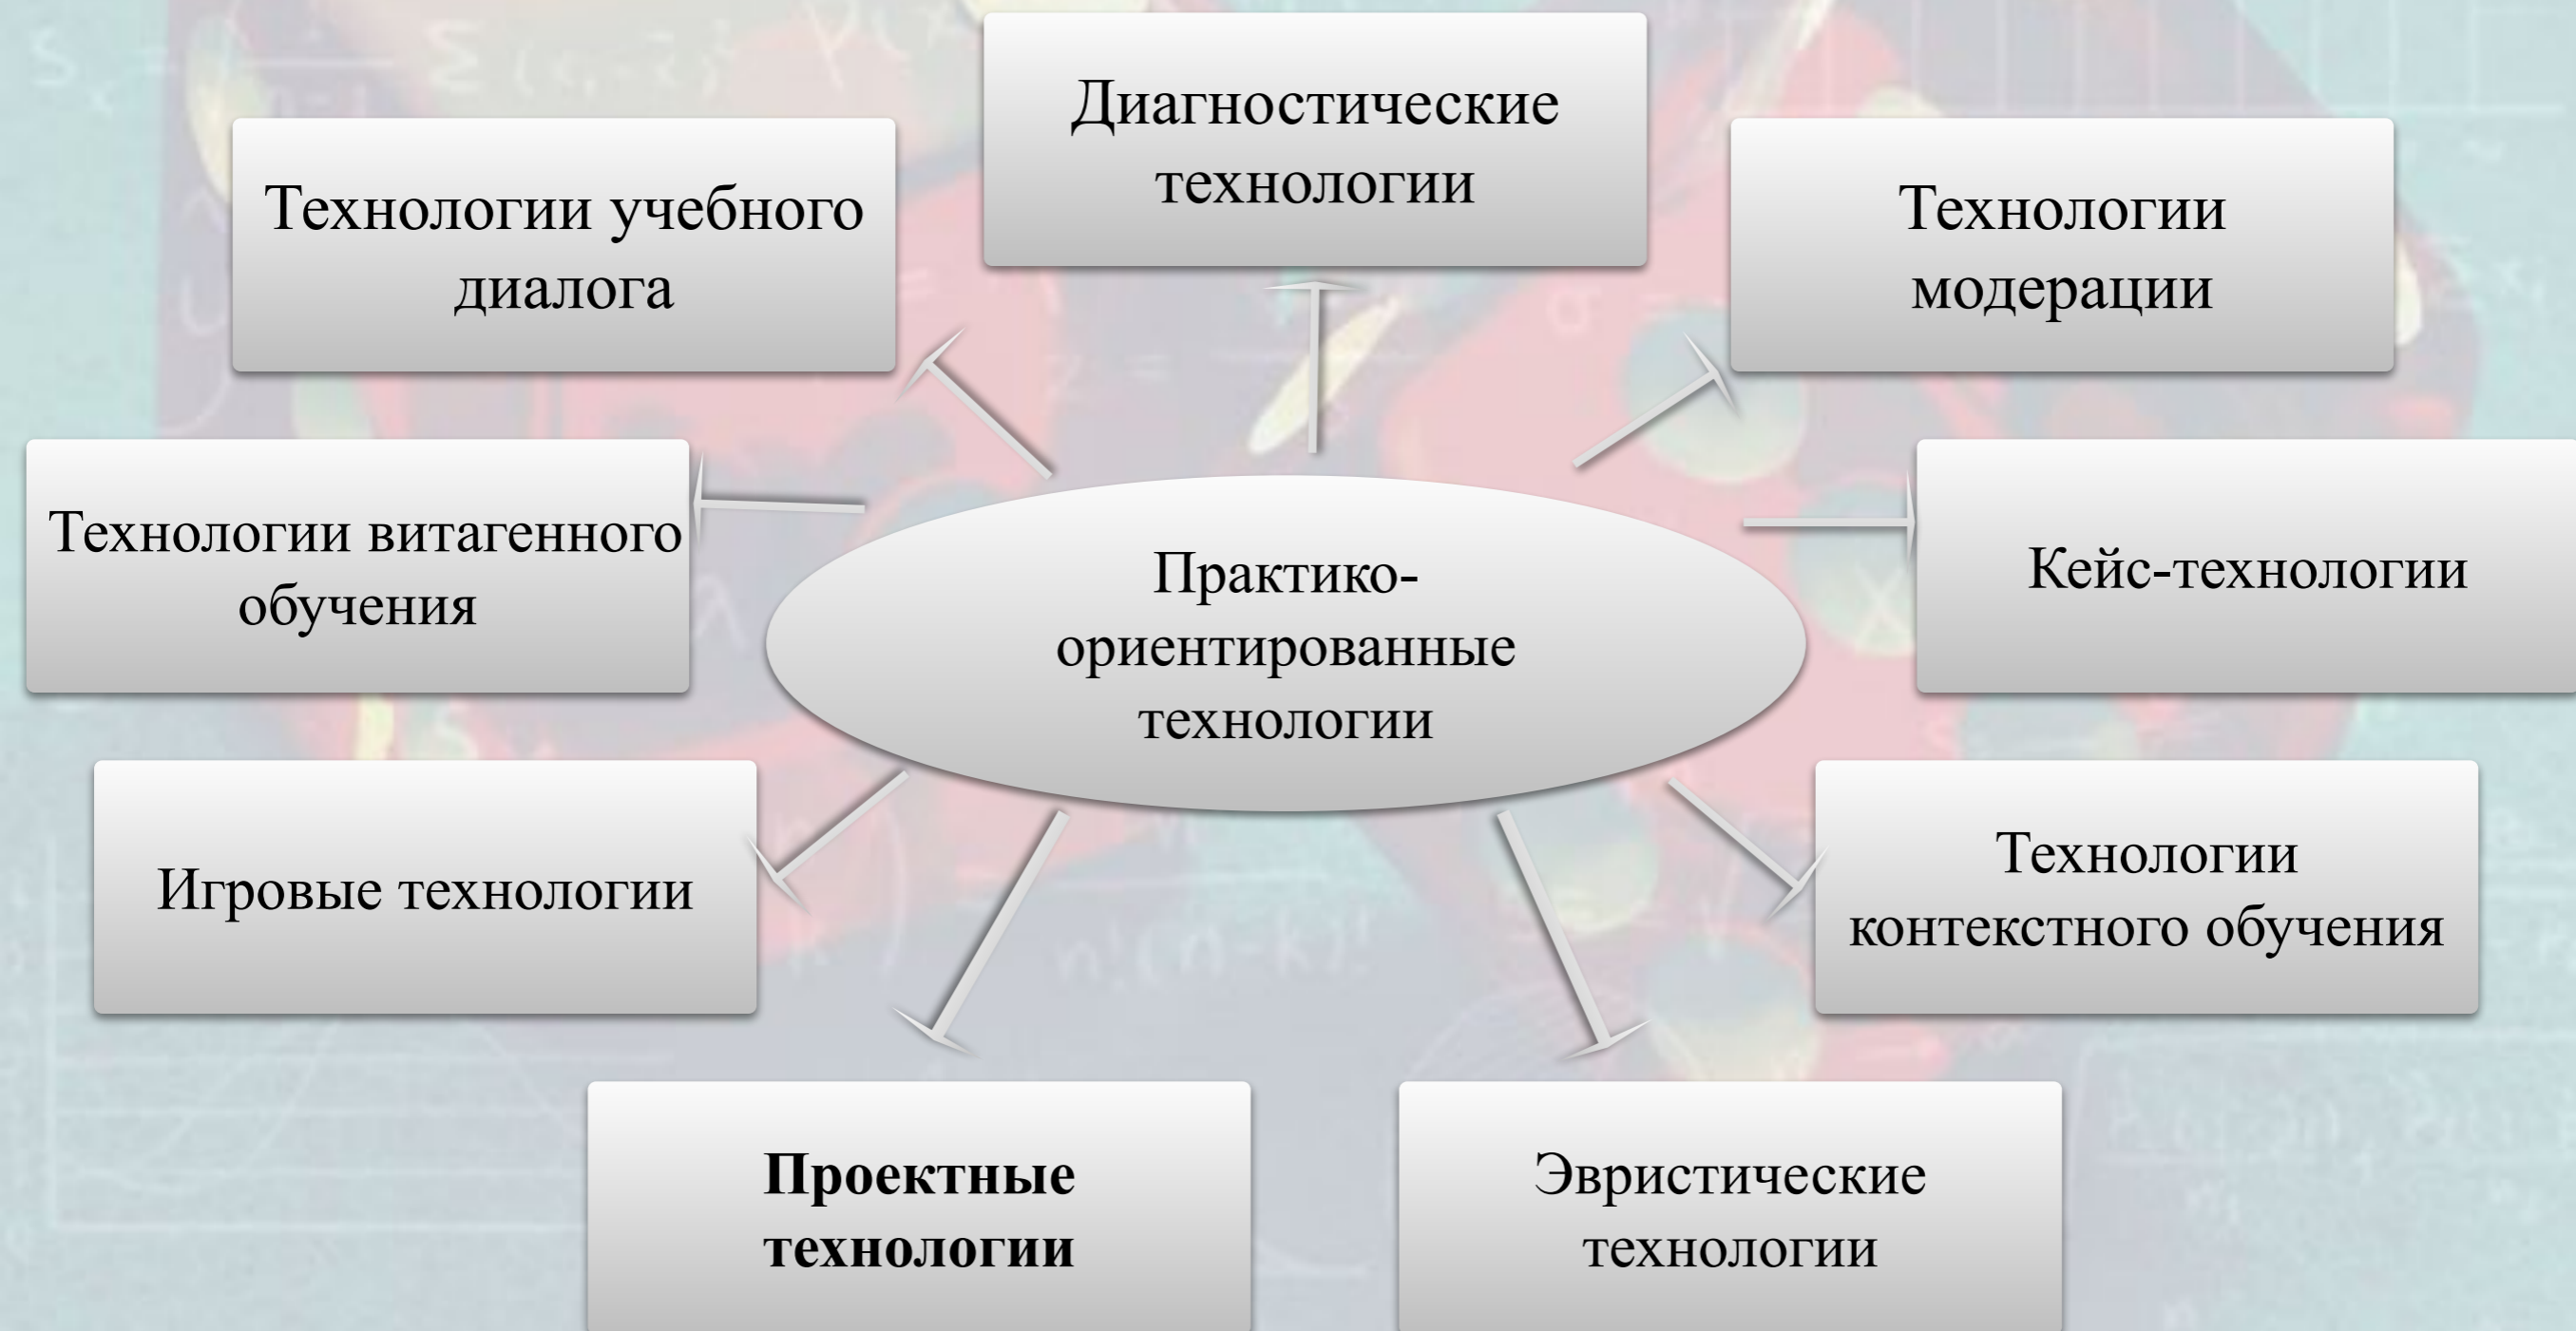 Диагностические
технологии
Технологии учебного
диалога
Технологии
модерации
Технологии витагенного
обучения
Кейс-технологии
Практико-
ориентированные
технологии
Игровые технологии
Технологии
контекстного обучения
Проектные
технологии
Эвристические
технологии